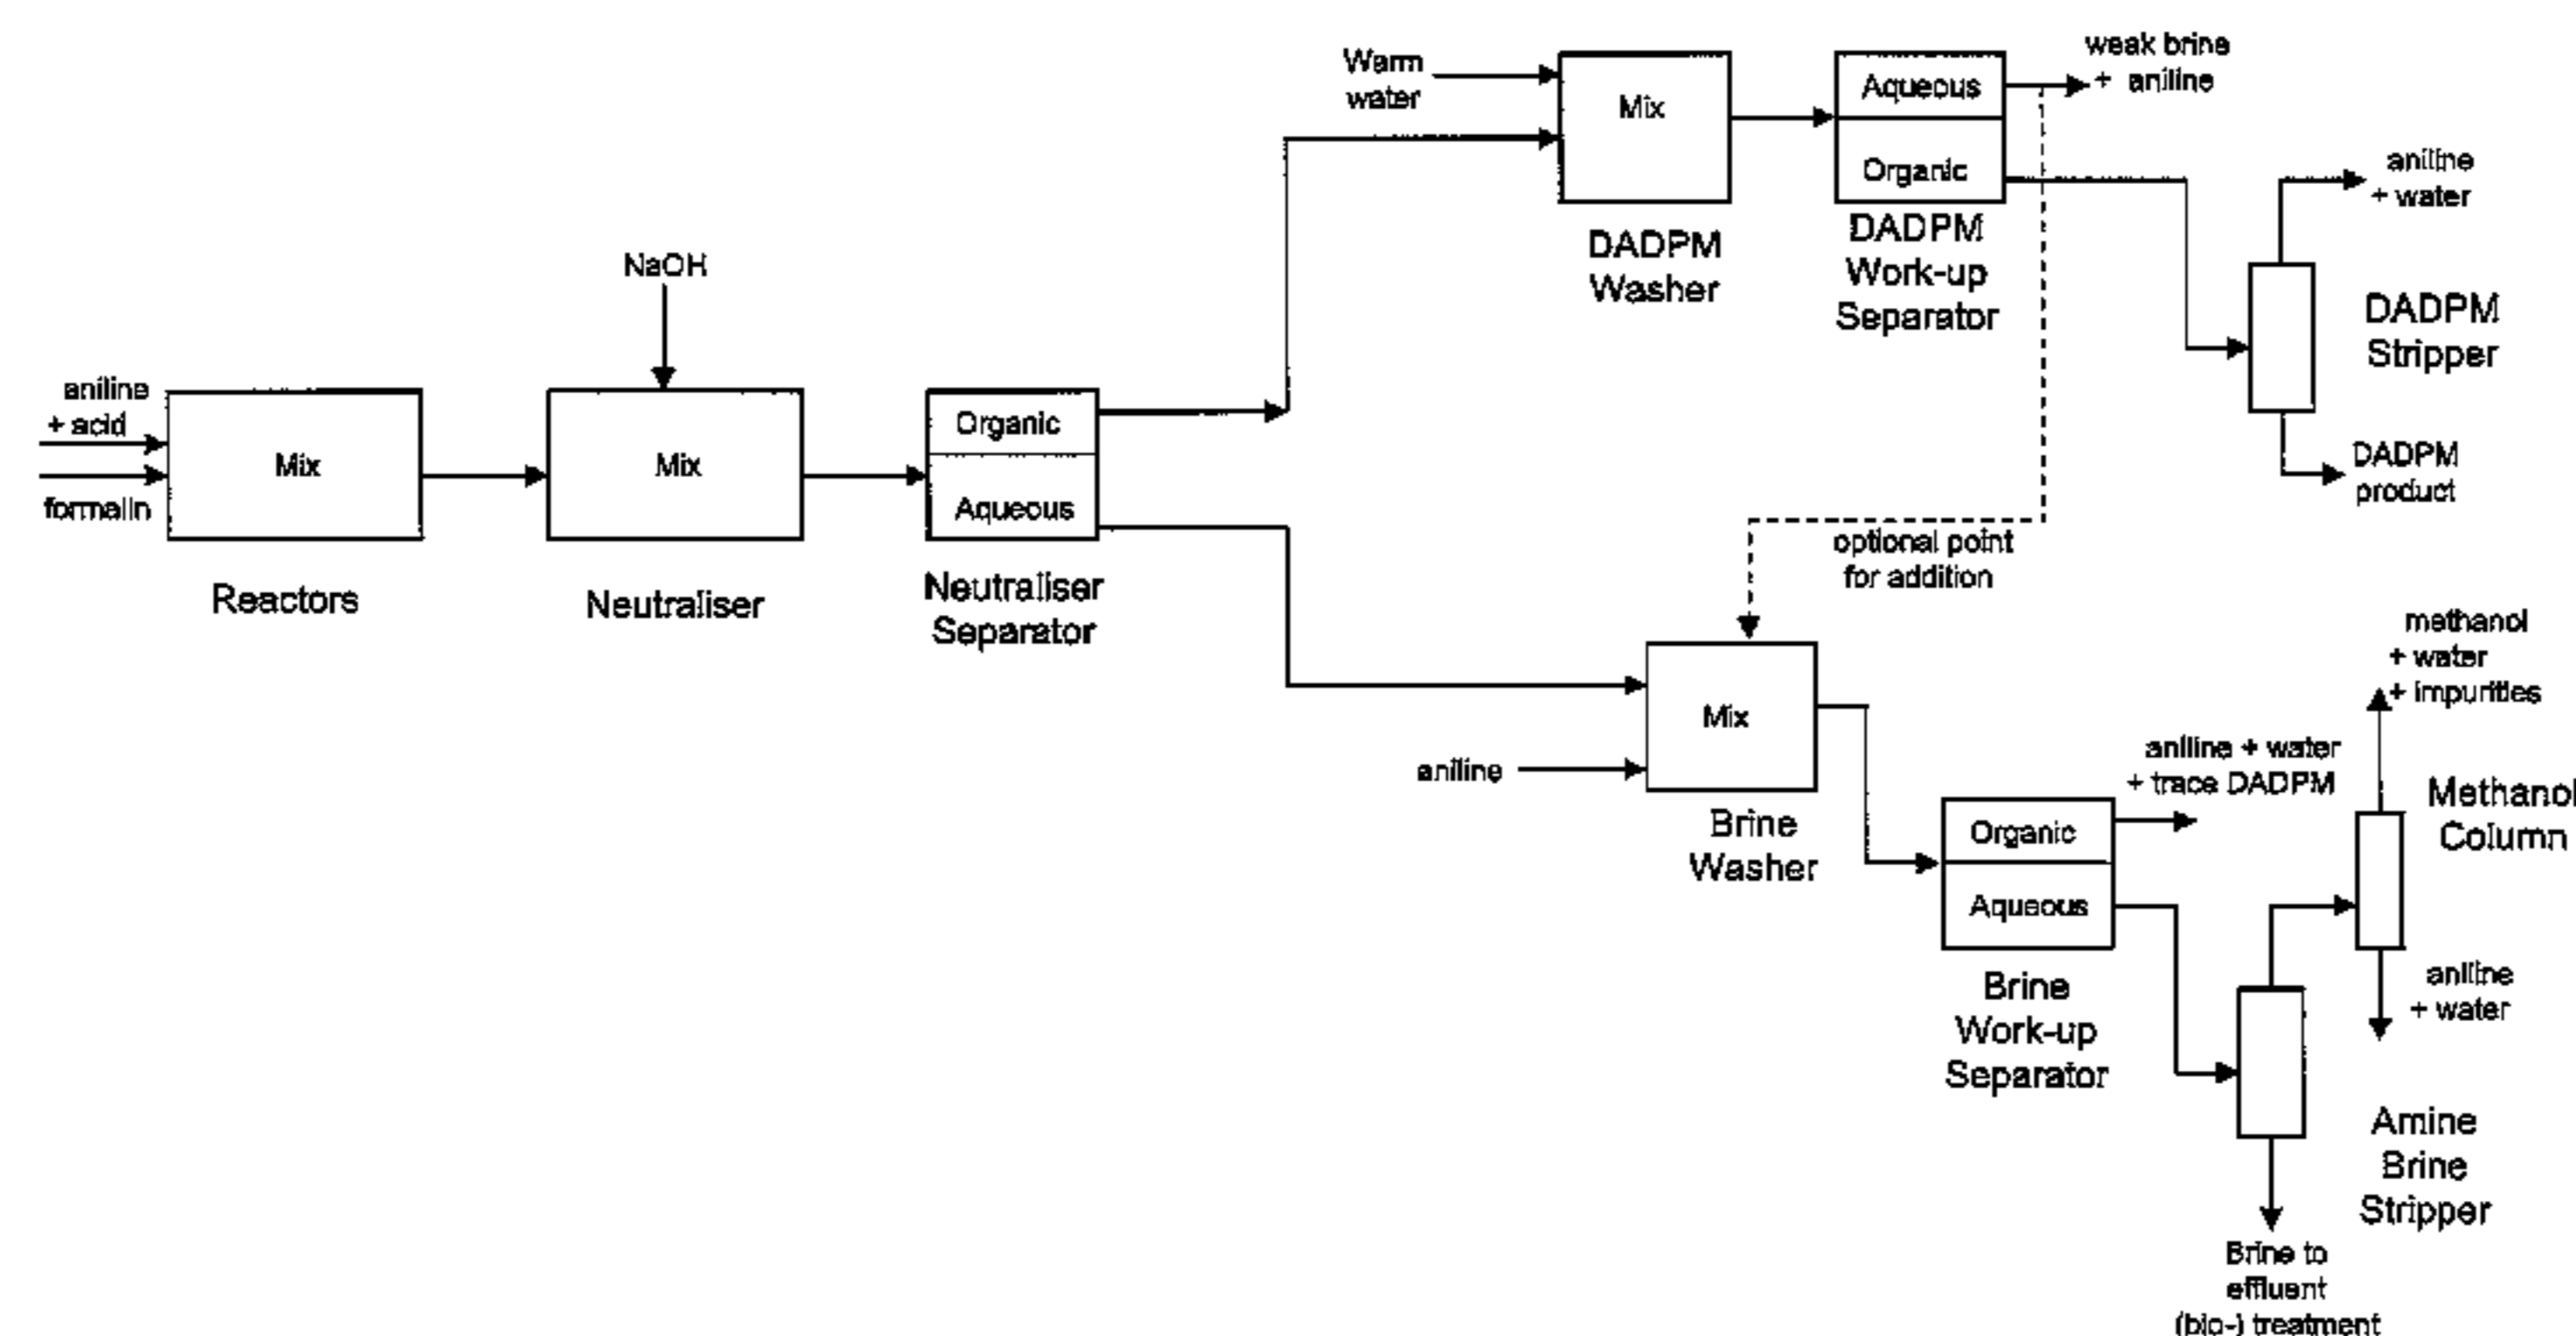 Warm
water
Mix
DADPM
Washer
Aqueous
Organic
DADPM
Work-up
Separator
weak brine
+ aniline
aniline
+ water
DADPM
Stripper
DADPM
product
NaOH
aniline
+ acid
formalin
Mix
Reactors
Mix
Neutraliser
Organic
Aqueous
Neutraliser
Separator
optional point
for addition
Mix
aniline
Brine
Washer
methanol
+ water
+ impurities
aniline + water
+ trace DADPM
Organic
Aqueous
Brine
Work-up
Separator
Methanol
Column
aniline
+ water
Amine
Brine
Stripper
Brine to
effluent
(bio-) treatment